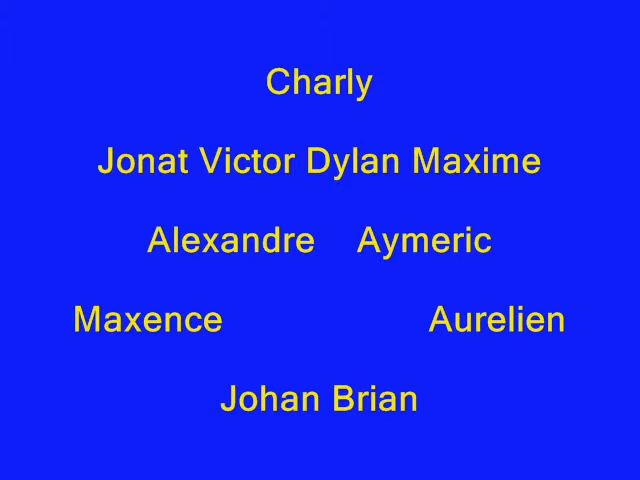 Charly
Jonat Victor Dylan Maxime
Alexandre Aymeric
Maxence Aurelien
Johan Brian